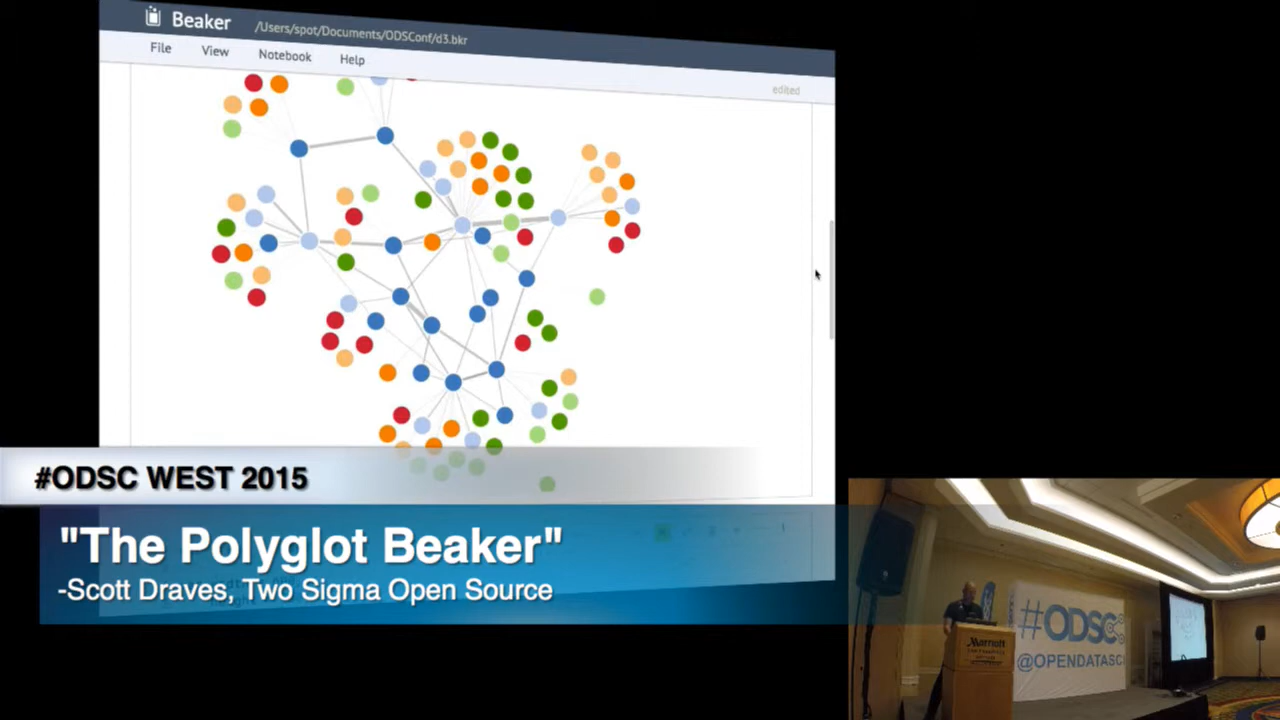 Beaker
/Users/spot/Documents/ODSConf/d3.bkr
File View Notebook Help
edited
#ODSC WEST 2015
"The Polyglot Beaker"
-Scott Draves, Two Sigma Open Source
Marriott
#ODSC
@OPENDATASCI